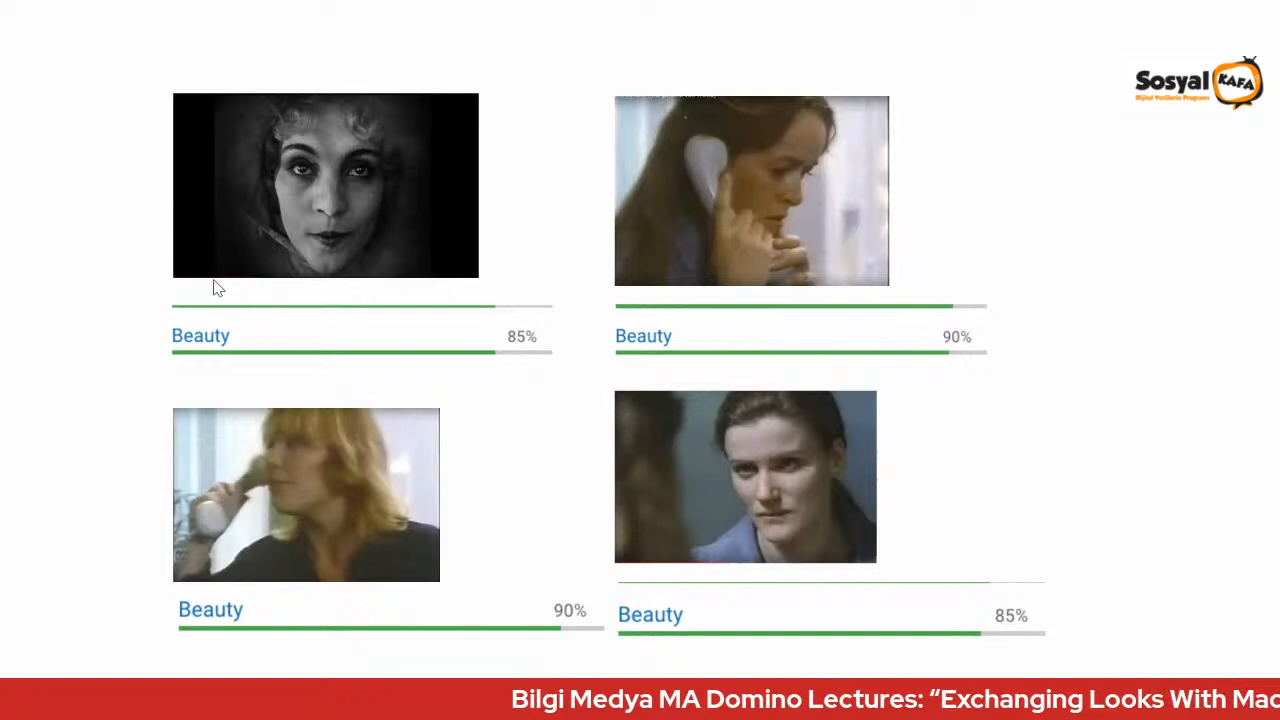 Sosyal KAFA
Beauty 85%
Beauty 90%
Beauty 90%
Beauty 85%
Bilgi Medya MA Domino Lectures: “Exchanging Looks With Mac